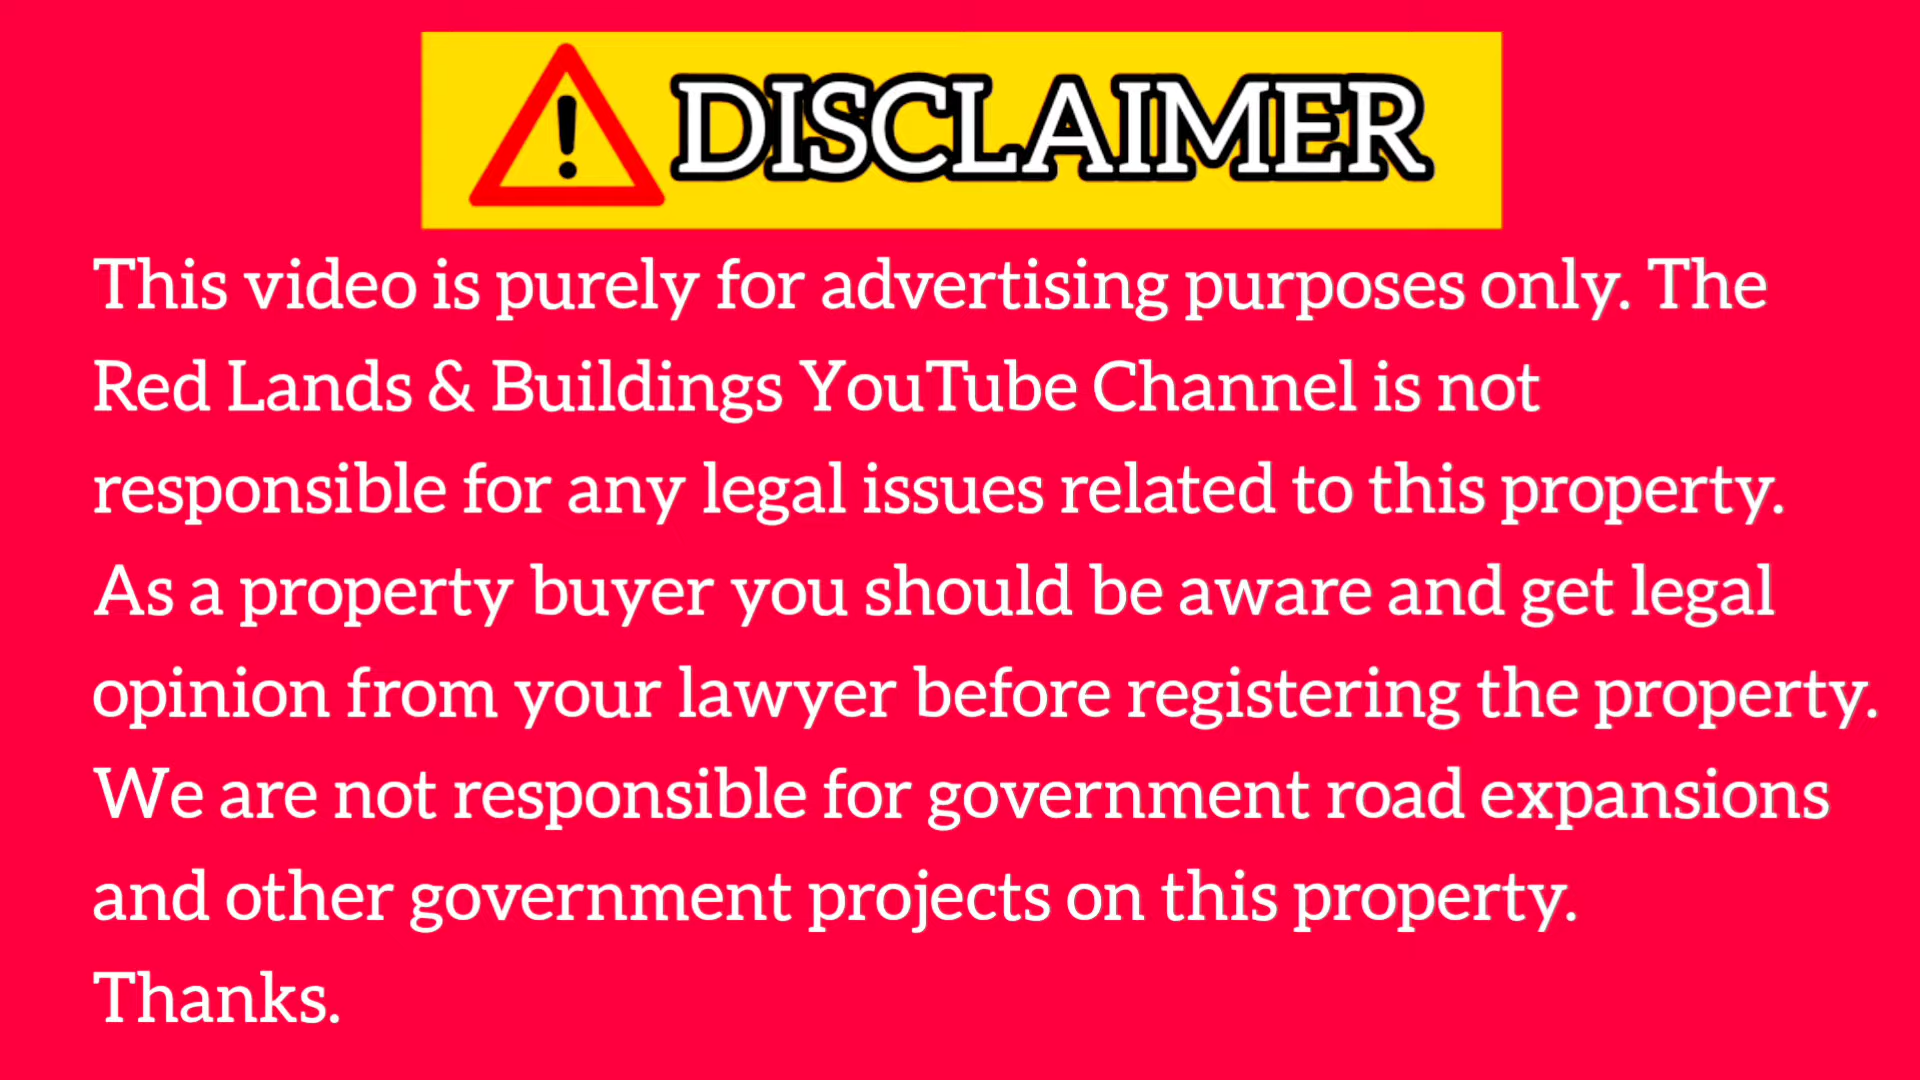 DISCLAIMER
This video is purely for advertising purposes only. The
Red Lands & Buildings YouTube Channel is not
responsible for any legal issues related to this property.
As a property buyer you should be aware and get legal
opinion from your lawyer before registering the property.
We are not responsible for government road expansions
and other government projects on this property.
Thanks.